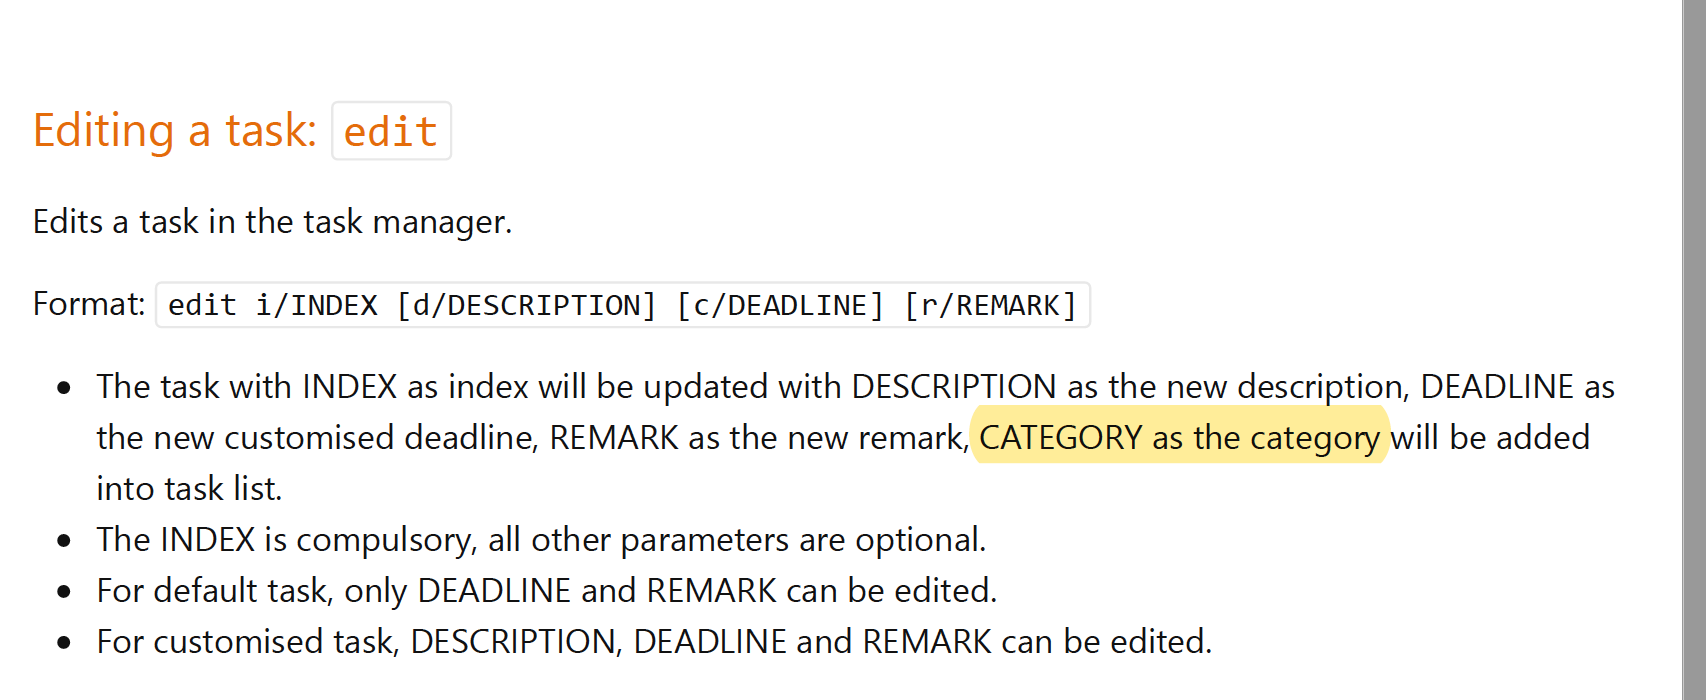 Editing a task: edit
Edits a task in the task manager.
Format: edit i/INDEX [d/DESCRIPTION] [c/DEADLINE] [r/REMARK]
• The task with INDEX as index will be updated with DESCRIPTION as the new description, DEADLINE as
the new customised deadline, REMARK as the new remark, CATEGORY as the category will be added
into task list.
• The INDEX is compulsory, all other parameters are optional.
• For default task, only DEADLINE and REMARK can be edited.
• For customised task, DESCRIPTION, DEADLINE and REMARK can be edited.